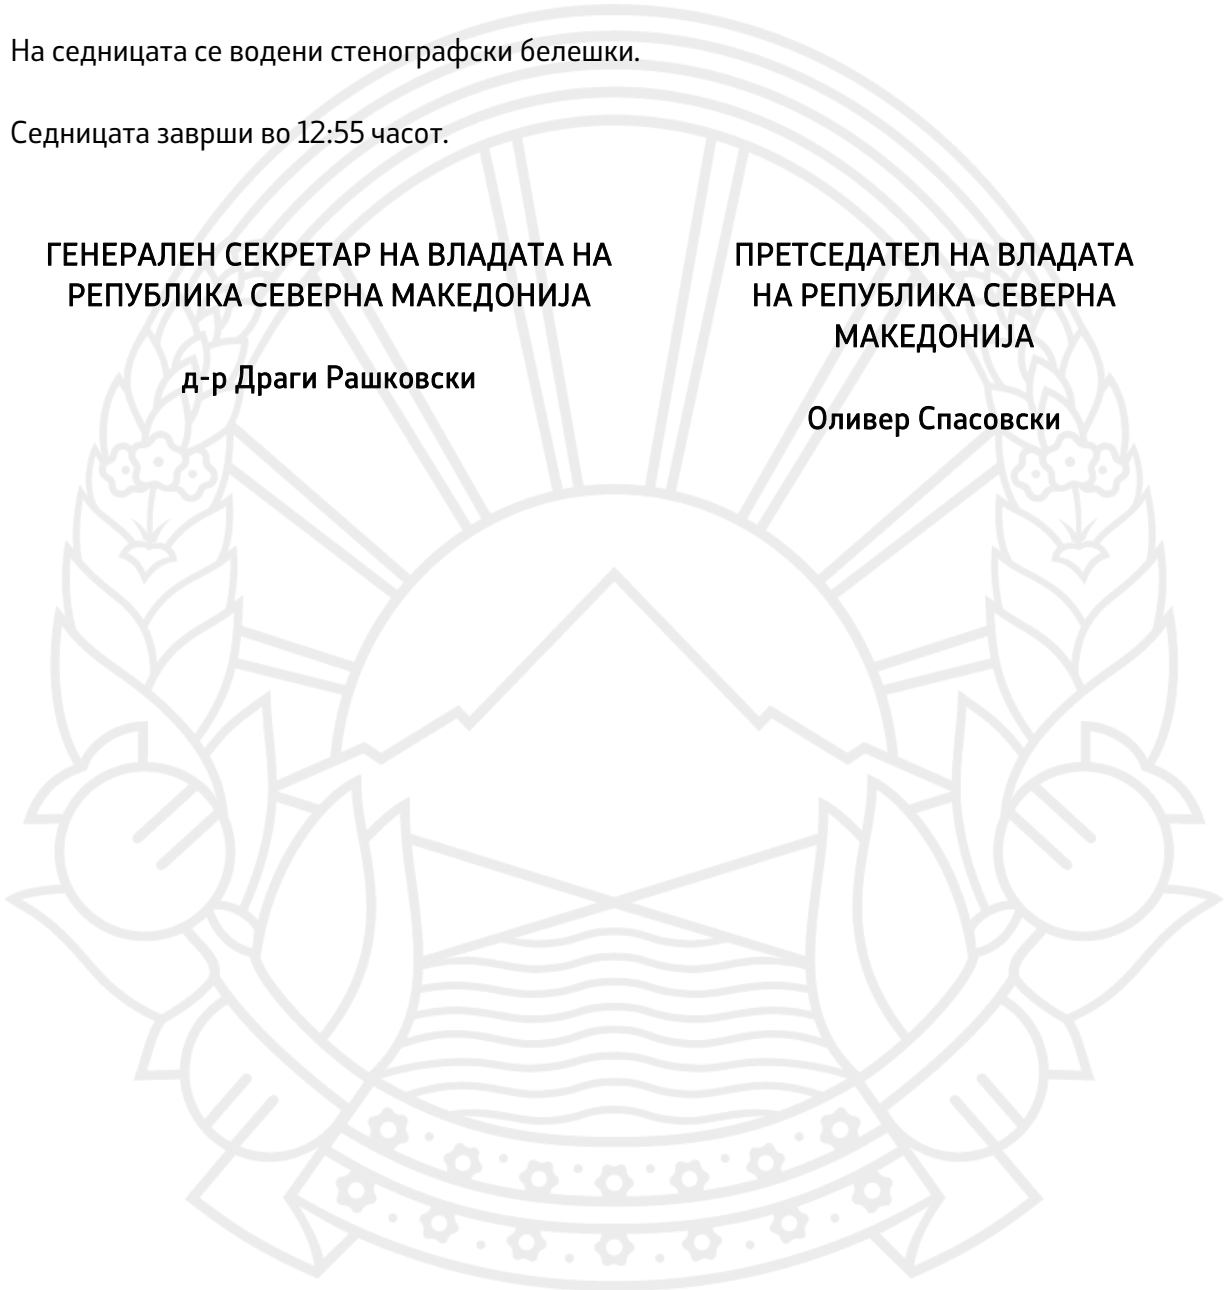 На седницата се водени стенографски белешки.
Седницата заврши во 12:55 часот.
ГЕНЕРАЛЕН СЕКРЕТАР НА ВЛАДАТА НА
РЕПУБЛИКА СЕВЕРНА МАКЕДОНИЈА
д-р Драги Рашковски
ПРЕТСЕДАТЕЛ НА ВЛАДАТА
НА РЕПУБЛИКА СЕВЕРНА
МАКЕДОНИЈА
Оливер Спасовски